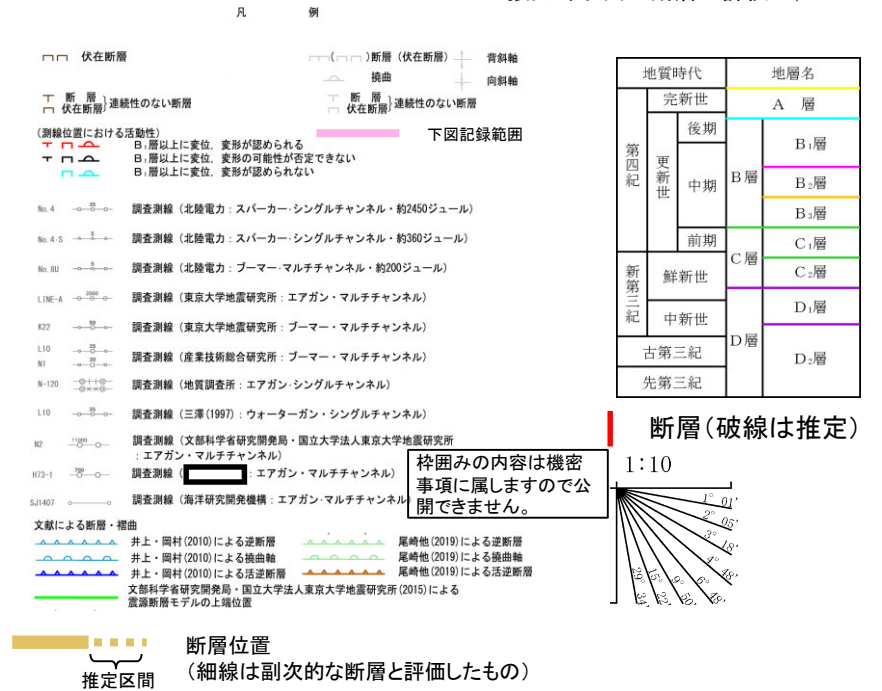 凡 例
伏在断層
( )断層(伏在断層)
背斜軸
撓曲
向斜軸
断 層
伏在断層}連続性のない断層
断 層
伏在断層}連続性のない断層
(測線位置における活動性)
下図記録範囲
B₁層以上に変位,変形が認められる
B₁層以上に変位,変形の可能性が否定できない
B₁層以上に変位,変形が認められない
No.4 20 調査測線(北陸電力:スパーカー・シングルチャンネル・約2450ジュール)
No.4-S 5 調査測線(北陸電力:スパーカー・シングルチャンネル・約360ジュール)
No.8U 5 調査測線(北陸電力:ブーマー・マルチチャンネル・約200ジュール)
LINE-A 2000 調査測線(東京大学地震研究所:エアガン・マルチチャンネル)
K22 50 調査測線(東京大学地震研究所:ブーマー・マルチチャンネル)
L10
N1 20 調査測線(産業技術総合研究所:ブーマー・マルチチャンネル)
N-120 調査測線(地質調査所:エアガン・シングルチャンネル)
L10 35 調査測線(三澤(1997):ウォーターガン・シングルチャンネル)
N2 11000 調査測線(文部科学省研究開発局・国立大学法人東京大学地震研究所
:エアガン・マルチチャンネル)
H73-1 700 調査測線( :エアガン・マルチチャンネル)
SJ1407 調査測線(海洋研究開発機構:エアガン・マルチチャンネル)
文献による断層・褶曲
井上・岡村(2010)による逆断層
尾崎他(2019)による逆断層
井上・岡村(2010)による撓曲軸
尾崎他(2019)による撓曲軸
井上・岡村(2010)による活逆断層
尾崎他(2019)による活逆断層
文部科学省研究開発局・国立大学法人東京大学地震研究所(2015)による
震源断層モデルの上端位置
断層位置
(細線は副次的な断層と評価したもの)
推定区間
地質時代 地層名
第四紀 完新世 A 層
更新世 後期 B層 B₁層
中期 B₂層
B₃層
前期 C層 C₁層
新第三紀 鮮新世 C₂層
中新世 D層 D₁層
古第三紀 D₂層
先第三紀
断層(破線は推定)
枠囲みの内容は機密
事項に属しますので公
開できません。
1:10
1° 01′
2° 05′
3° 18′
4° 48′
6° 48′
9° 50′
15° 22′
29° 34′